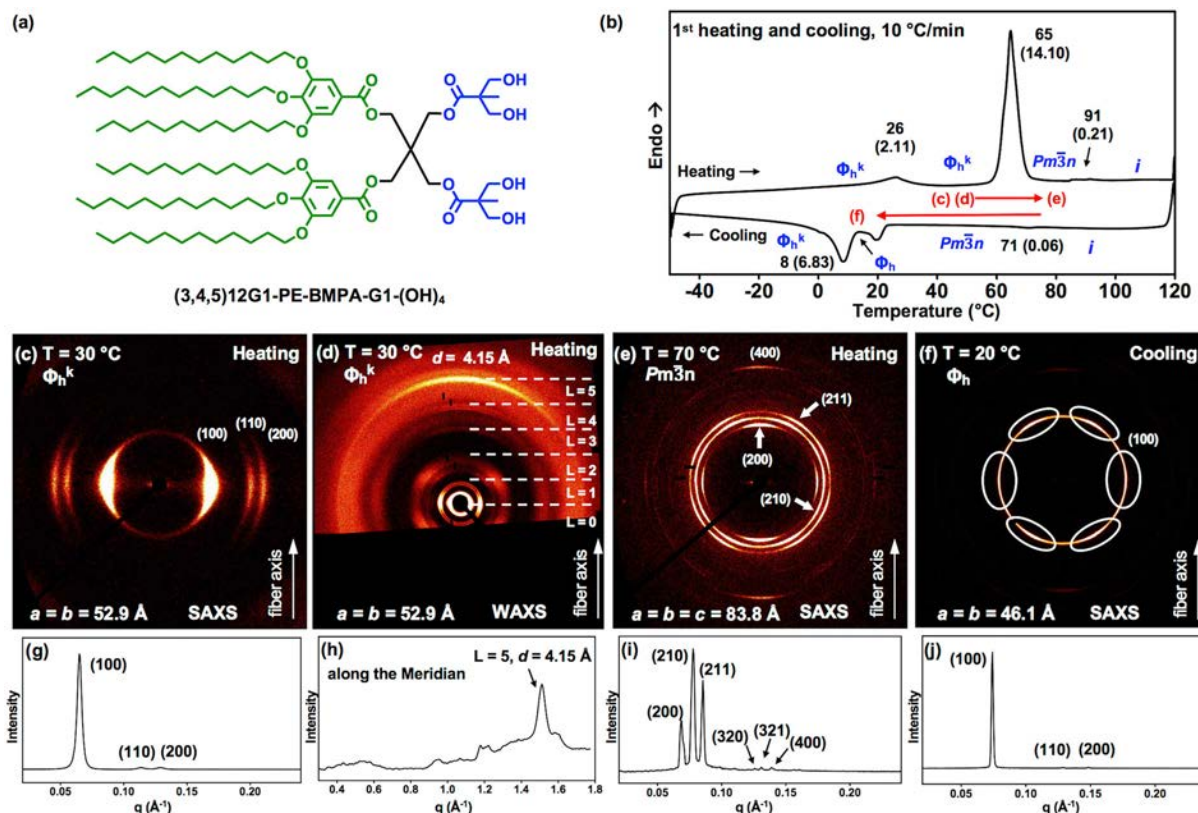 (a)
OH
OH
OH
OH
O
O
O
O
O
O
O
O
O
O
O
O
O
O
(3,4,5)12G1-PE-BMPA-G1-(OH)₄
(b)
1st heating and cooling, 10 °C/min
65
(14.10)
91
(0.21)
26
(2.11)
Endo →
Heating →
Φhᵏ
Φhᵏ
Pm3̄n
i
(c) (d)
(e)
(f)
← Cooling
Φhᵏ
8 (6.83)
Φh
Pm3̄n
71 (0.06)
i
-40 -20 0 20 40 60 80 100 120
Temperature (°C)
(c) T = 30 °C
Heating
Φhᵏ
(100)
(110)
(200)
fiber axis
a = b = 52.9 Å
SAXS
(d) T = 30 °C
Heating
Φhᵏ
d = 4.15 Å
L = 5
L = 4
L = 3
L = 2
L = 1
L = 0
fiber axis
a = b = 52.9 Å
WAXS
(e) T = 70 °C
Heating
Pm3̄n
(400)
(211)
(200)
(210)
fiber axis
a = b = c = 83.8 Å
SAXS
(f) T = 20 °C
Cooling
Φh
(100)
fiber axis
a = b = 46.1 Å
SAXS
(g)
(100)
(110)
(200)
Intensity
0.05 0.10 0.15 0.20
q (Å⁻¹)
(h)
L = 5, d = 4.15 Å
along the Meridian
Intensity
0.4 0.6 0.8 1.0 1.2 1.4 1.6 1.8
q (Å⁻¹)
(i)
(210)
(211)
(200)
(320)
(321)
(400)
Intensity
0.05 0.10 0.15 0.20
q (Å⁻¹)
(j)
(100)
(110)
(200)
Intensity
0.05 0.10 0.15 0.20
q (Å⁻¹)